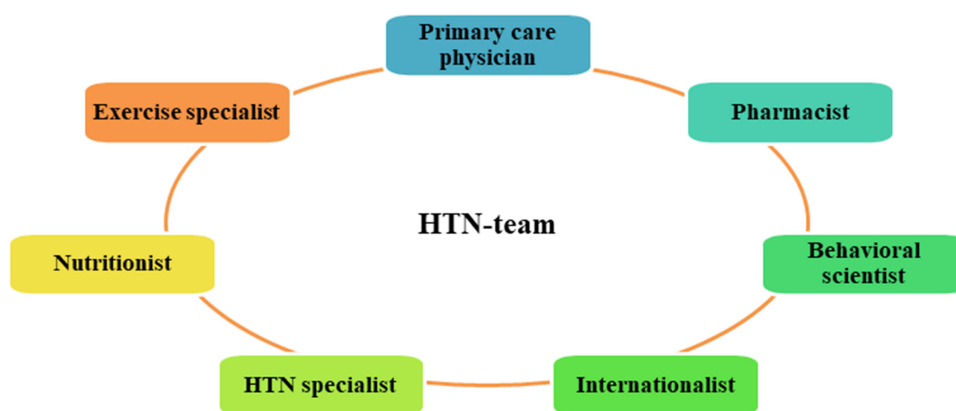 Primary care
physician
Exercise specialist
Pharmacist
HTN-team
Nutritionist
Behavioral
scientist
HTN specialist
Internationalist